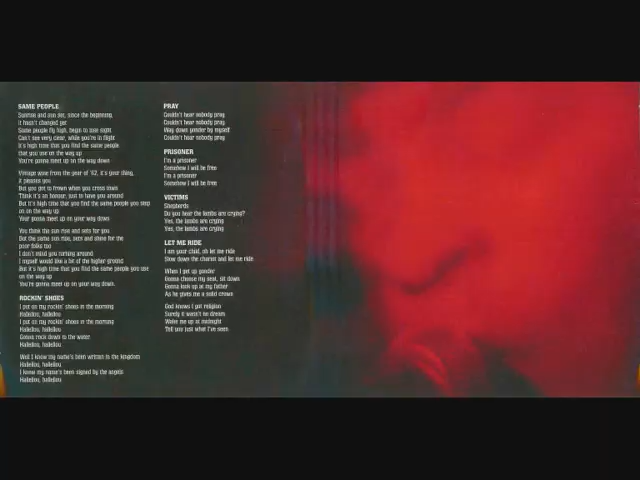 SAME PEOPLE
Sunrise and sun set, since the beginning,
it hasn't changed yet
Same people fly high, begin to lose sight
Can't see very clear, while you're in flight
It's high time that you find the same people
that you use on the way up
You're gonna meet up on the way down
Vintage wine from the year of '62, it's your thing,
it pleases you
But you get to frown when you cross town
Think it's an honour, just to have you around
But it's high time that you find the same people you step
on on the way up
Your gonna meet up on your way down
You think the sun rise and sets for you
But the same sun rise, sets and shine for the
poor folks too
I don't mind you turning around
I myself would like a bit of the higher ground
But it's high time that you find the same people you use
on the way up
You're gonna meet up on your way down.
ROCKIN' SHOES
I put on my rockin' shoes in the morning
Halleluu, halleluu
I put on my rockin' shoes in the morning
Halleluu, halleluu
Gonna rock down to the water
Halleluu, halleluu
Well I know my name's been written in the kingdom
Halleluu, halleluu
I know my name's been signed by the angels
Halleluu, halleluu
PRAY
Couldn't hear nobody pray
Couldn't hear nobody pray
Way down yonder by myself
Couldn't hear nobody pray
PRISONER
I'm a prisoner
Somehow I will be free
I'm a prisoner
Somehow I will be free
VICTIMS
Shepherds
Do you hear the lambs are crying?
Yes, the lambs are crying
Yes, the lambs are crying
LET ME RIDE
I am your child, oh let me ride
Slow down the chariot and let me ride
When I get up yonder
Gonna choose my seat, sit down
Gonna look up at my father
As he gives me a solid crown
God knows I got religion
Surely it wasn't no dream
Woke me up at midnight
Tell you just what I've seen